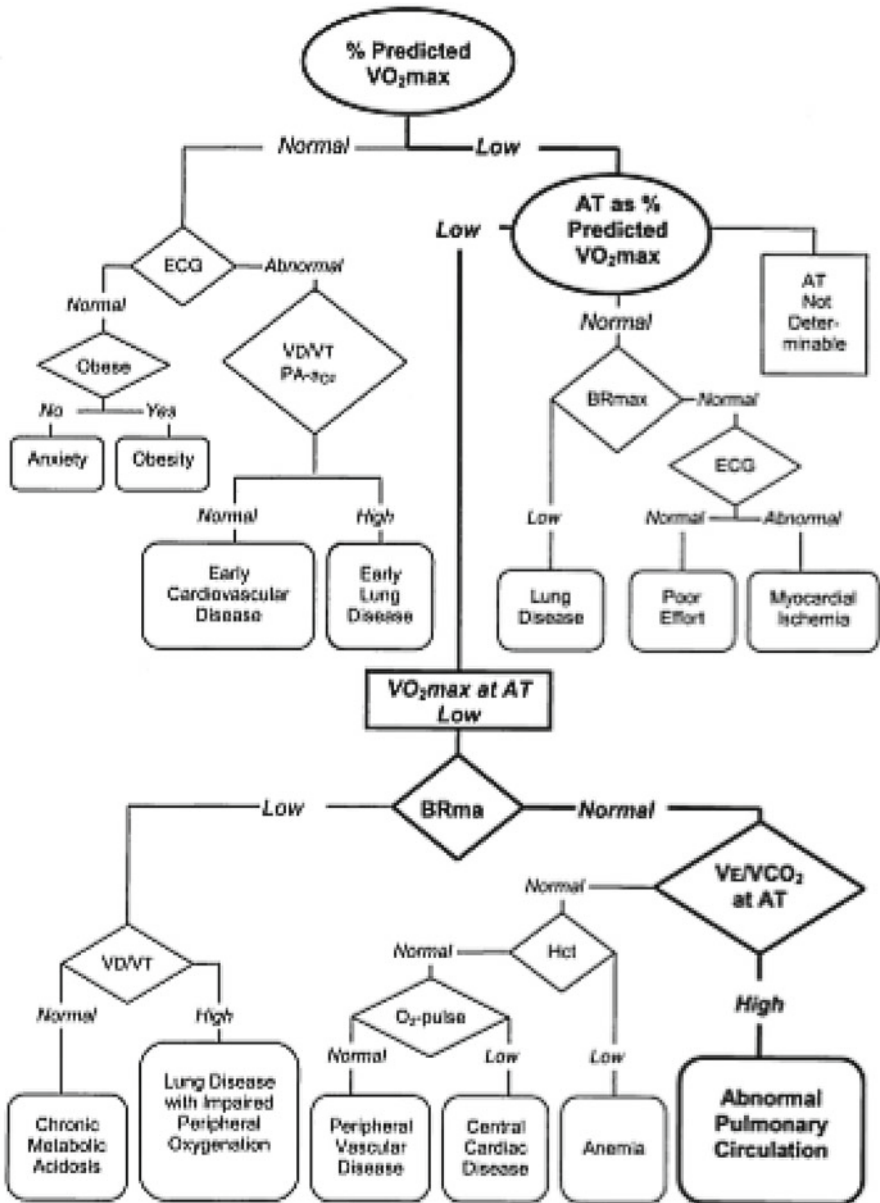 % Predicted
VO₂max
Normal
Low
AT as %
Predicted
VO₂max
Low
ECG
Abnormal
Normal
AT
Not
Deter-
minable
Normal
VD/VT
PA-aO₂
Obese
BRmax
Normal
No
Yes
Anxiety
Obesity
ECG
Normal
High
Low
Normal
Abnormal
Early
Cardiovascular
Disease
Early
Lung
Disease
Lung
Disease
Poor
Effort
Myocardial
Ischemia
VO₂max at AT
Low
Low
BRma
Normal
VE/VCO₂
at AT
Normal
VD/VT
Normal
Hct
Normal
High
O₂-pulse
High
Normal
Low
Low
Chronic
Metabolic
Acidosis
Lung Disease
with Impaired
Peripheral
Oxygenation
Peripheral
Vascular
Disease
Central
Cardiac
Disease
Anemia
Abnormal
Pulmonary
Circulation